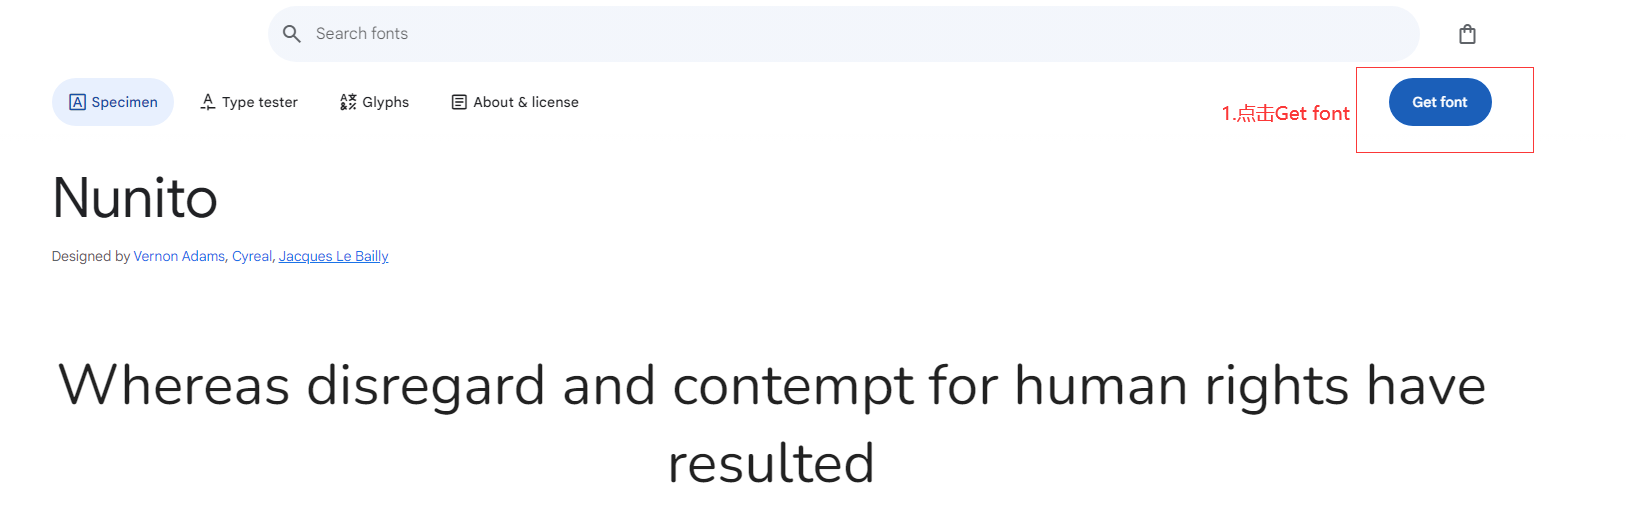 Search fonts
Specimen
Type tester
Glyphs
About & license
1.点击Get font
Get font
Nunito
Designed by Vernon Adams, Cyreal, Jacques Le Bailly
Whereas disregard and contempt for human rights have
resulted